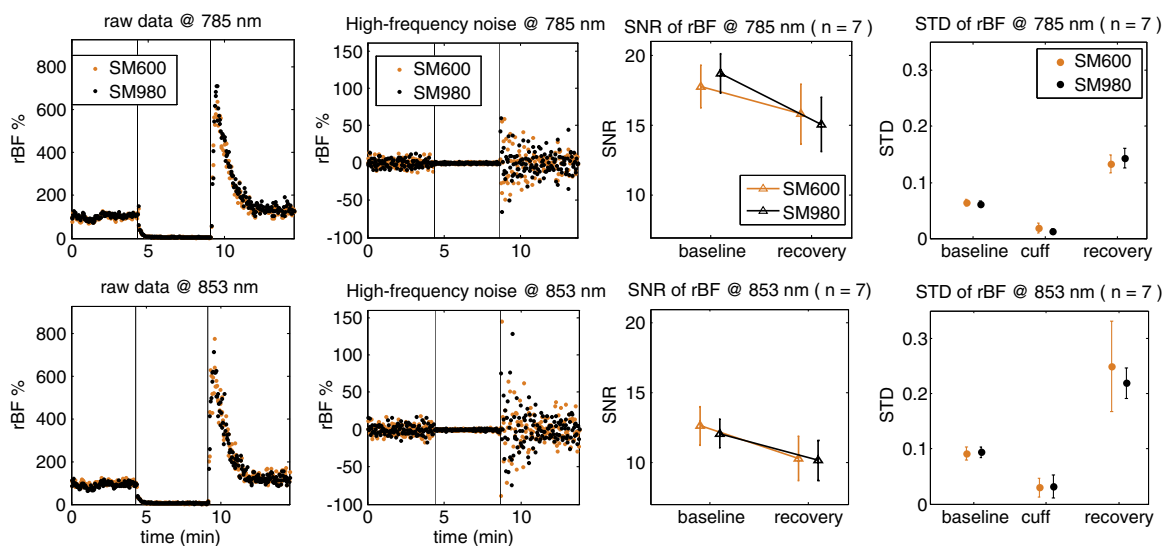 raw data @ 785 nm
rBF %
800
600
400
200
0
0 5 10
SM600
SM980
High-frequency noise @ 785 nm
rBF %
150
100
50
0
-50
-100
0 5 10
SM600
SM980
SNR of rBF @ 785 nm ( n = 7)
SNR
20
15
10
baseline recovery
SM600
SM980
STD of rBF @ 785 nm ( n = 7)
STD
0.3
0.2
0.1
0
baseline cuff recovery
SM600
SM980
raw data @ 853 nm
rBF %
800
600
400
200
0
0 5 10
time (min)
High-frequency noise @ 853 nm
rBF %
150
100
50
0
-50
-100
0 5 10
time (min)
SNR of rBF @ 853 nm ( n = 7)
SNR
20
15
10
baseline recovery
STD of rBF @ 853 nm ( n = 7)
STD
0.3
0.2
0.1
0
baseline cuff recovery